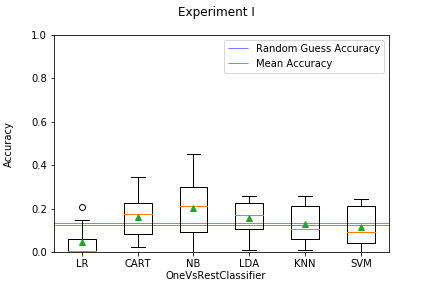 Experiment I
Random Guess Accuracy
Mean Accuracy
1.0
0.8
0.6
0.4
0.2
0.0
Accuracy
LR CART NB LDA KNN SVM
OneVsRestClassifier